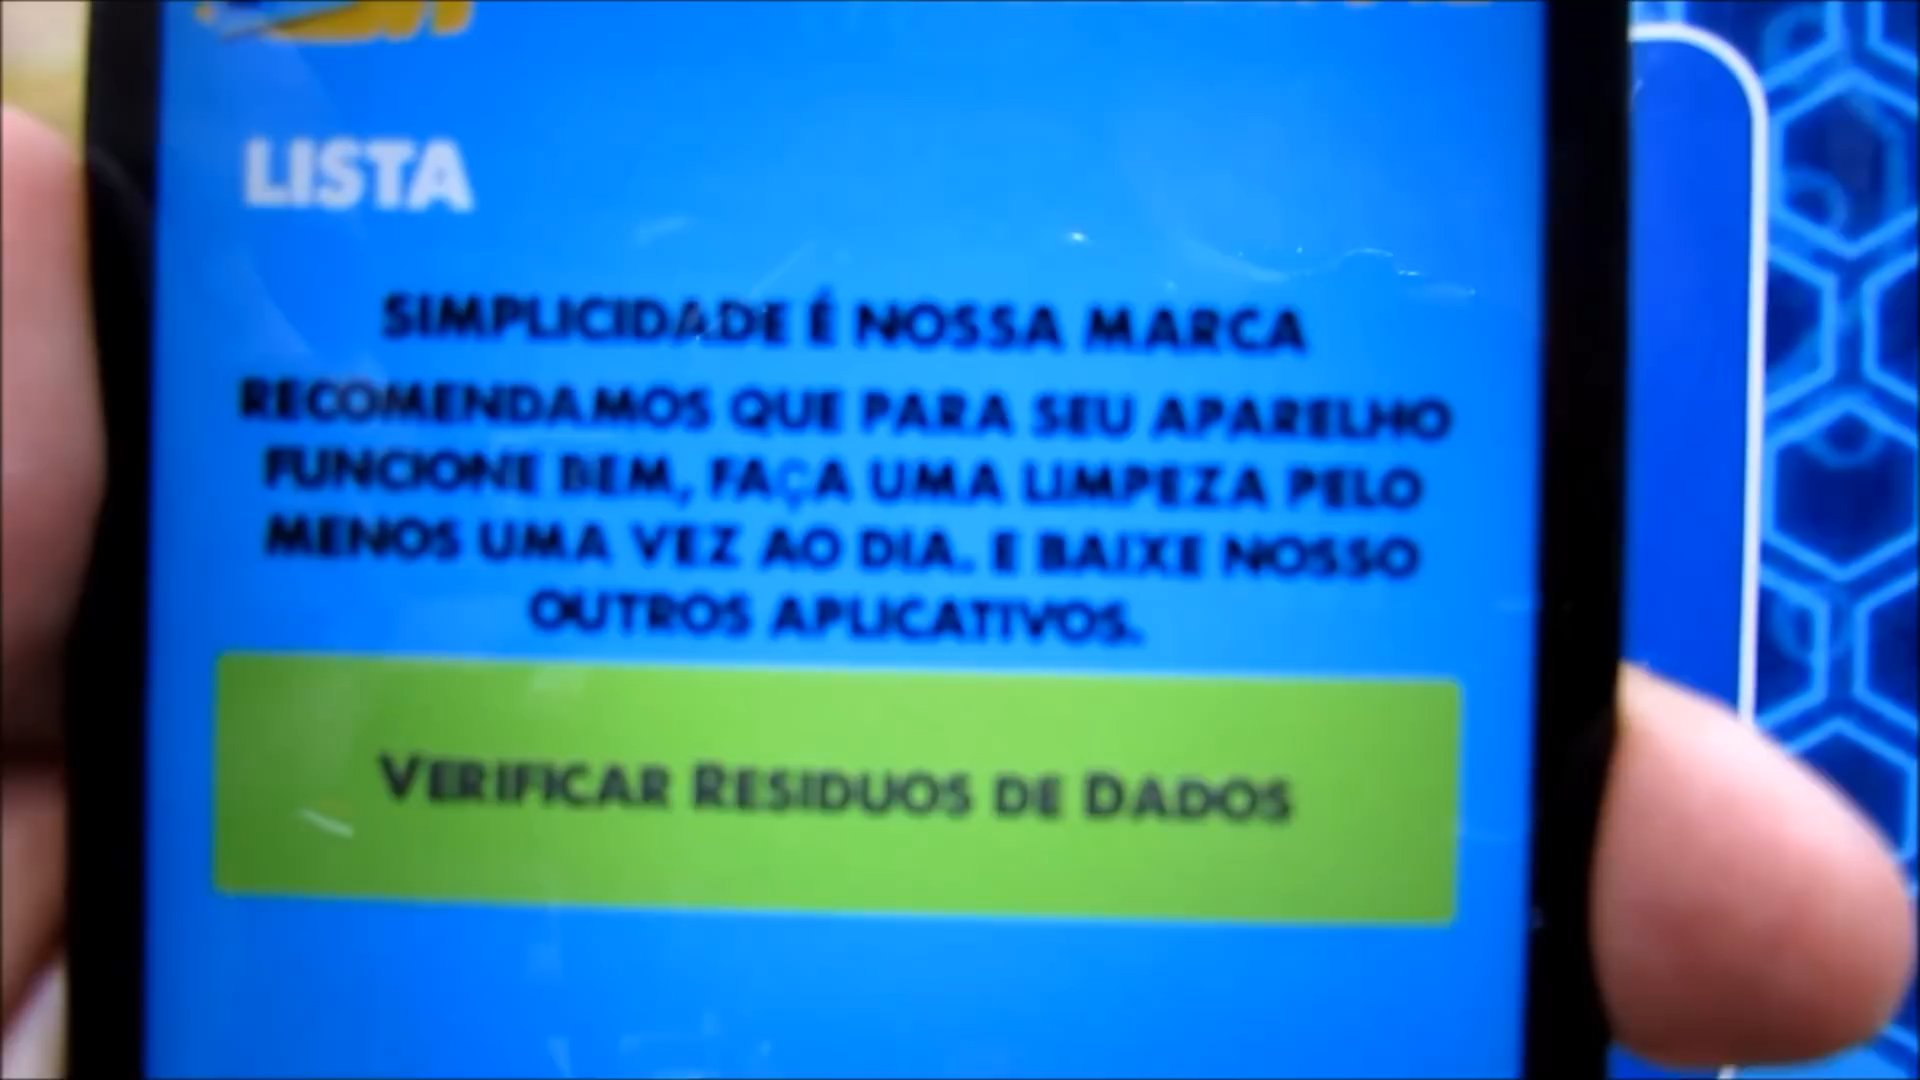 LISTA
SIMPLICIDADE É NOSSA MARCA
RECOMENDAMOS QUE PARA SEU APARELHO
FUNCIONE BEM, FAÇA UMA LIMPEZA PELO
MENOS UMA VEZ AO DIA. E BAIXE NOSSO
OUTROS APLICATIVOS.
VERIFICAR RESIDUOS DE DADOS